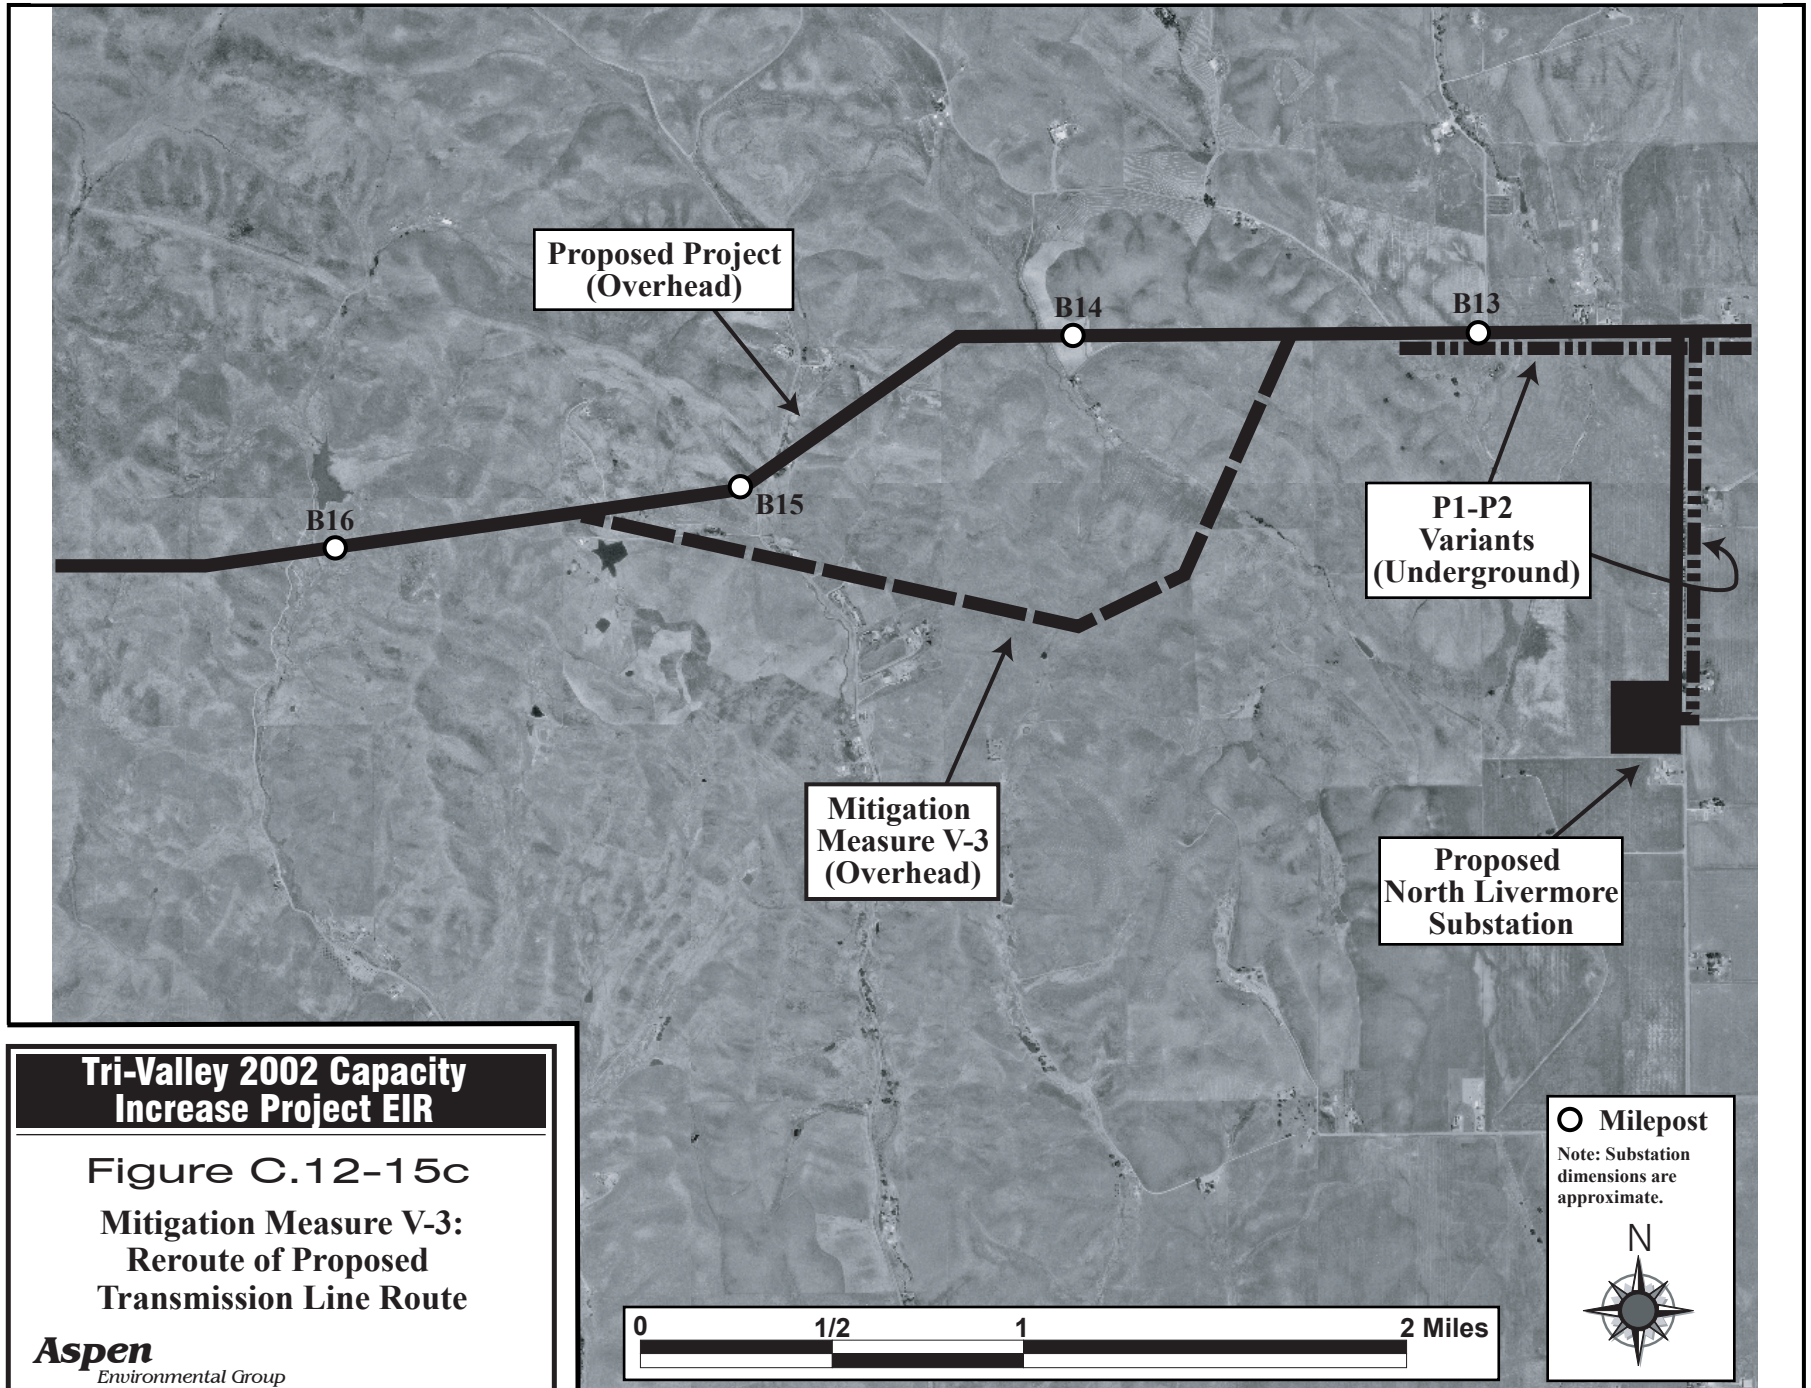 Proposed Project
(Overhead)
B14
B13
B15
B16
P1-P2
Variants
(Underground)
Mitigation
Measure V-3
(Overhead)
Proposed
North Livermore
Substation
Tri-Valley 2002 Capacity
Increase Project EIR
Figure C.12-15c
Mitigation Measure V-3:
Reroute of Proposed
Transmission Line Route
Aspen
Environmental Group
0 1/2 1 2 Miles
Milepost
Note: Substation
dimensions are
approximate.
N